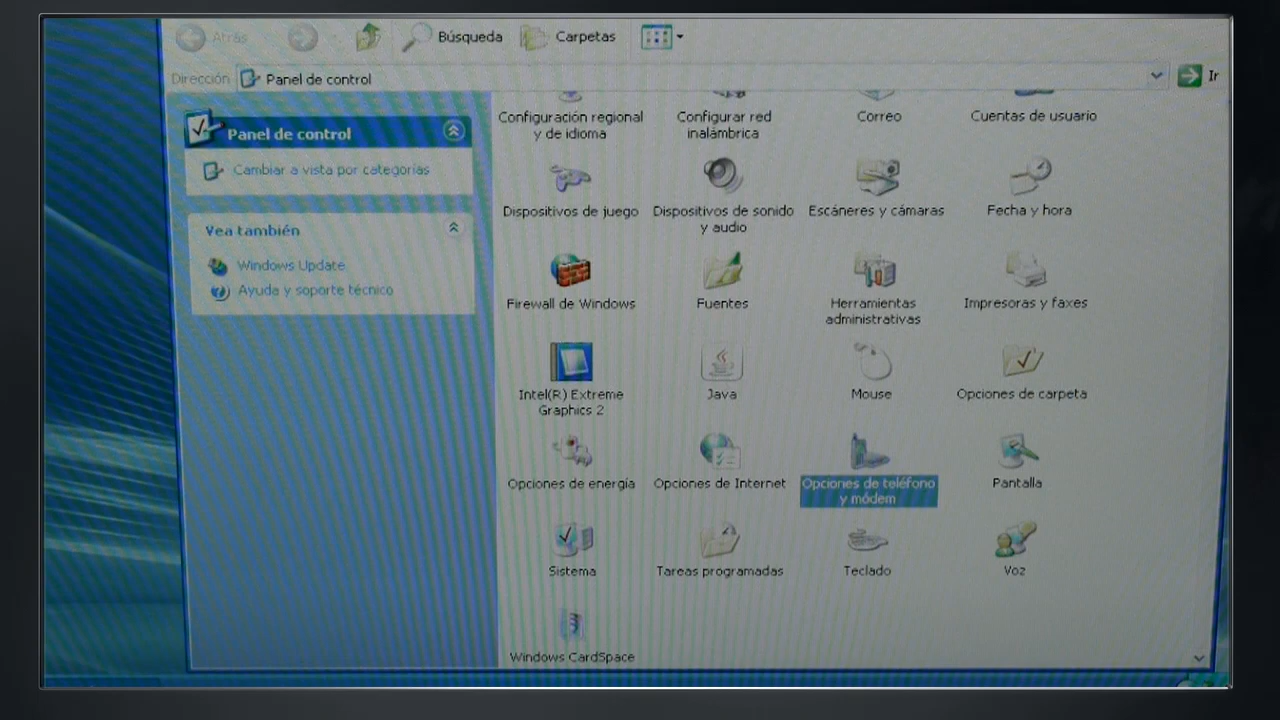 Atrás
Búsqueda
Carpetas
Dirección
Panel de control
Ir
Panel de control
Cambiar a vista por categorías
Vea también
Windows Update
Ayuda y soporte técnico
Configuración regional
y de idioma
Configurar red
inalámbrica
Correo
Cuentas de usuario
Dispositivos de juego
Dispositivos de sonido
y audio
Escáneres y cámaras
Fecha y hora
Firewall de Windows
Fuentes
Herramientas
administrativas
Impresoras y faxes
Intel(R) Extreme
Graphics 2
Java
Mouse
Opciones de carpeta
Opciones de energía
Opciones de Internet
Opciones de teléfono
y módem
Pantalla
Sistema
Tareas programadas
Teclado
Voz
Windows CardSpace